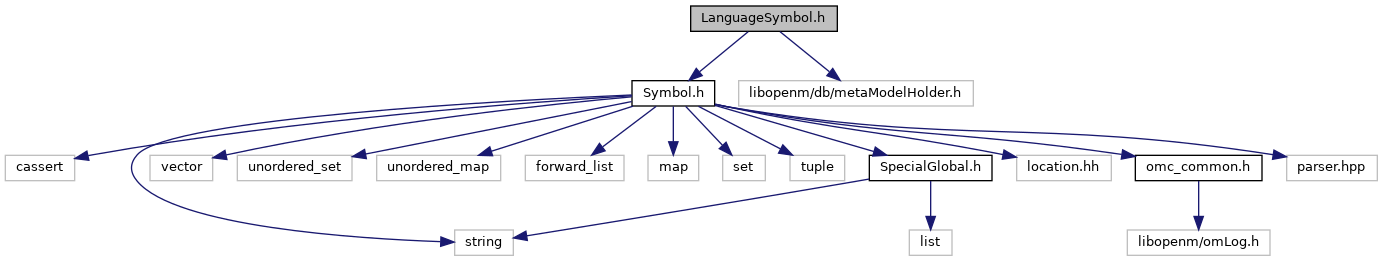 LanguageSymbol.h
Symbol.h
libopenm/db/metaModelHolder.h
cassert
vector
unordered_set
unordered_map
forward_list
map
set
tuple
SpecialGlobal.h
location.hh
omc_common.h
parser.hpp
string
list
libopenm/omLog.h